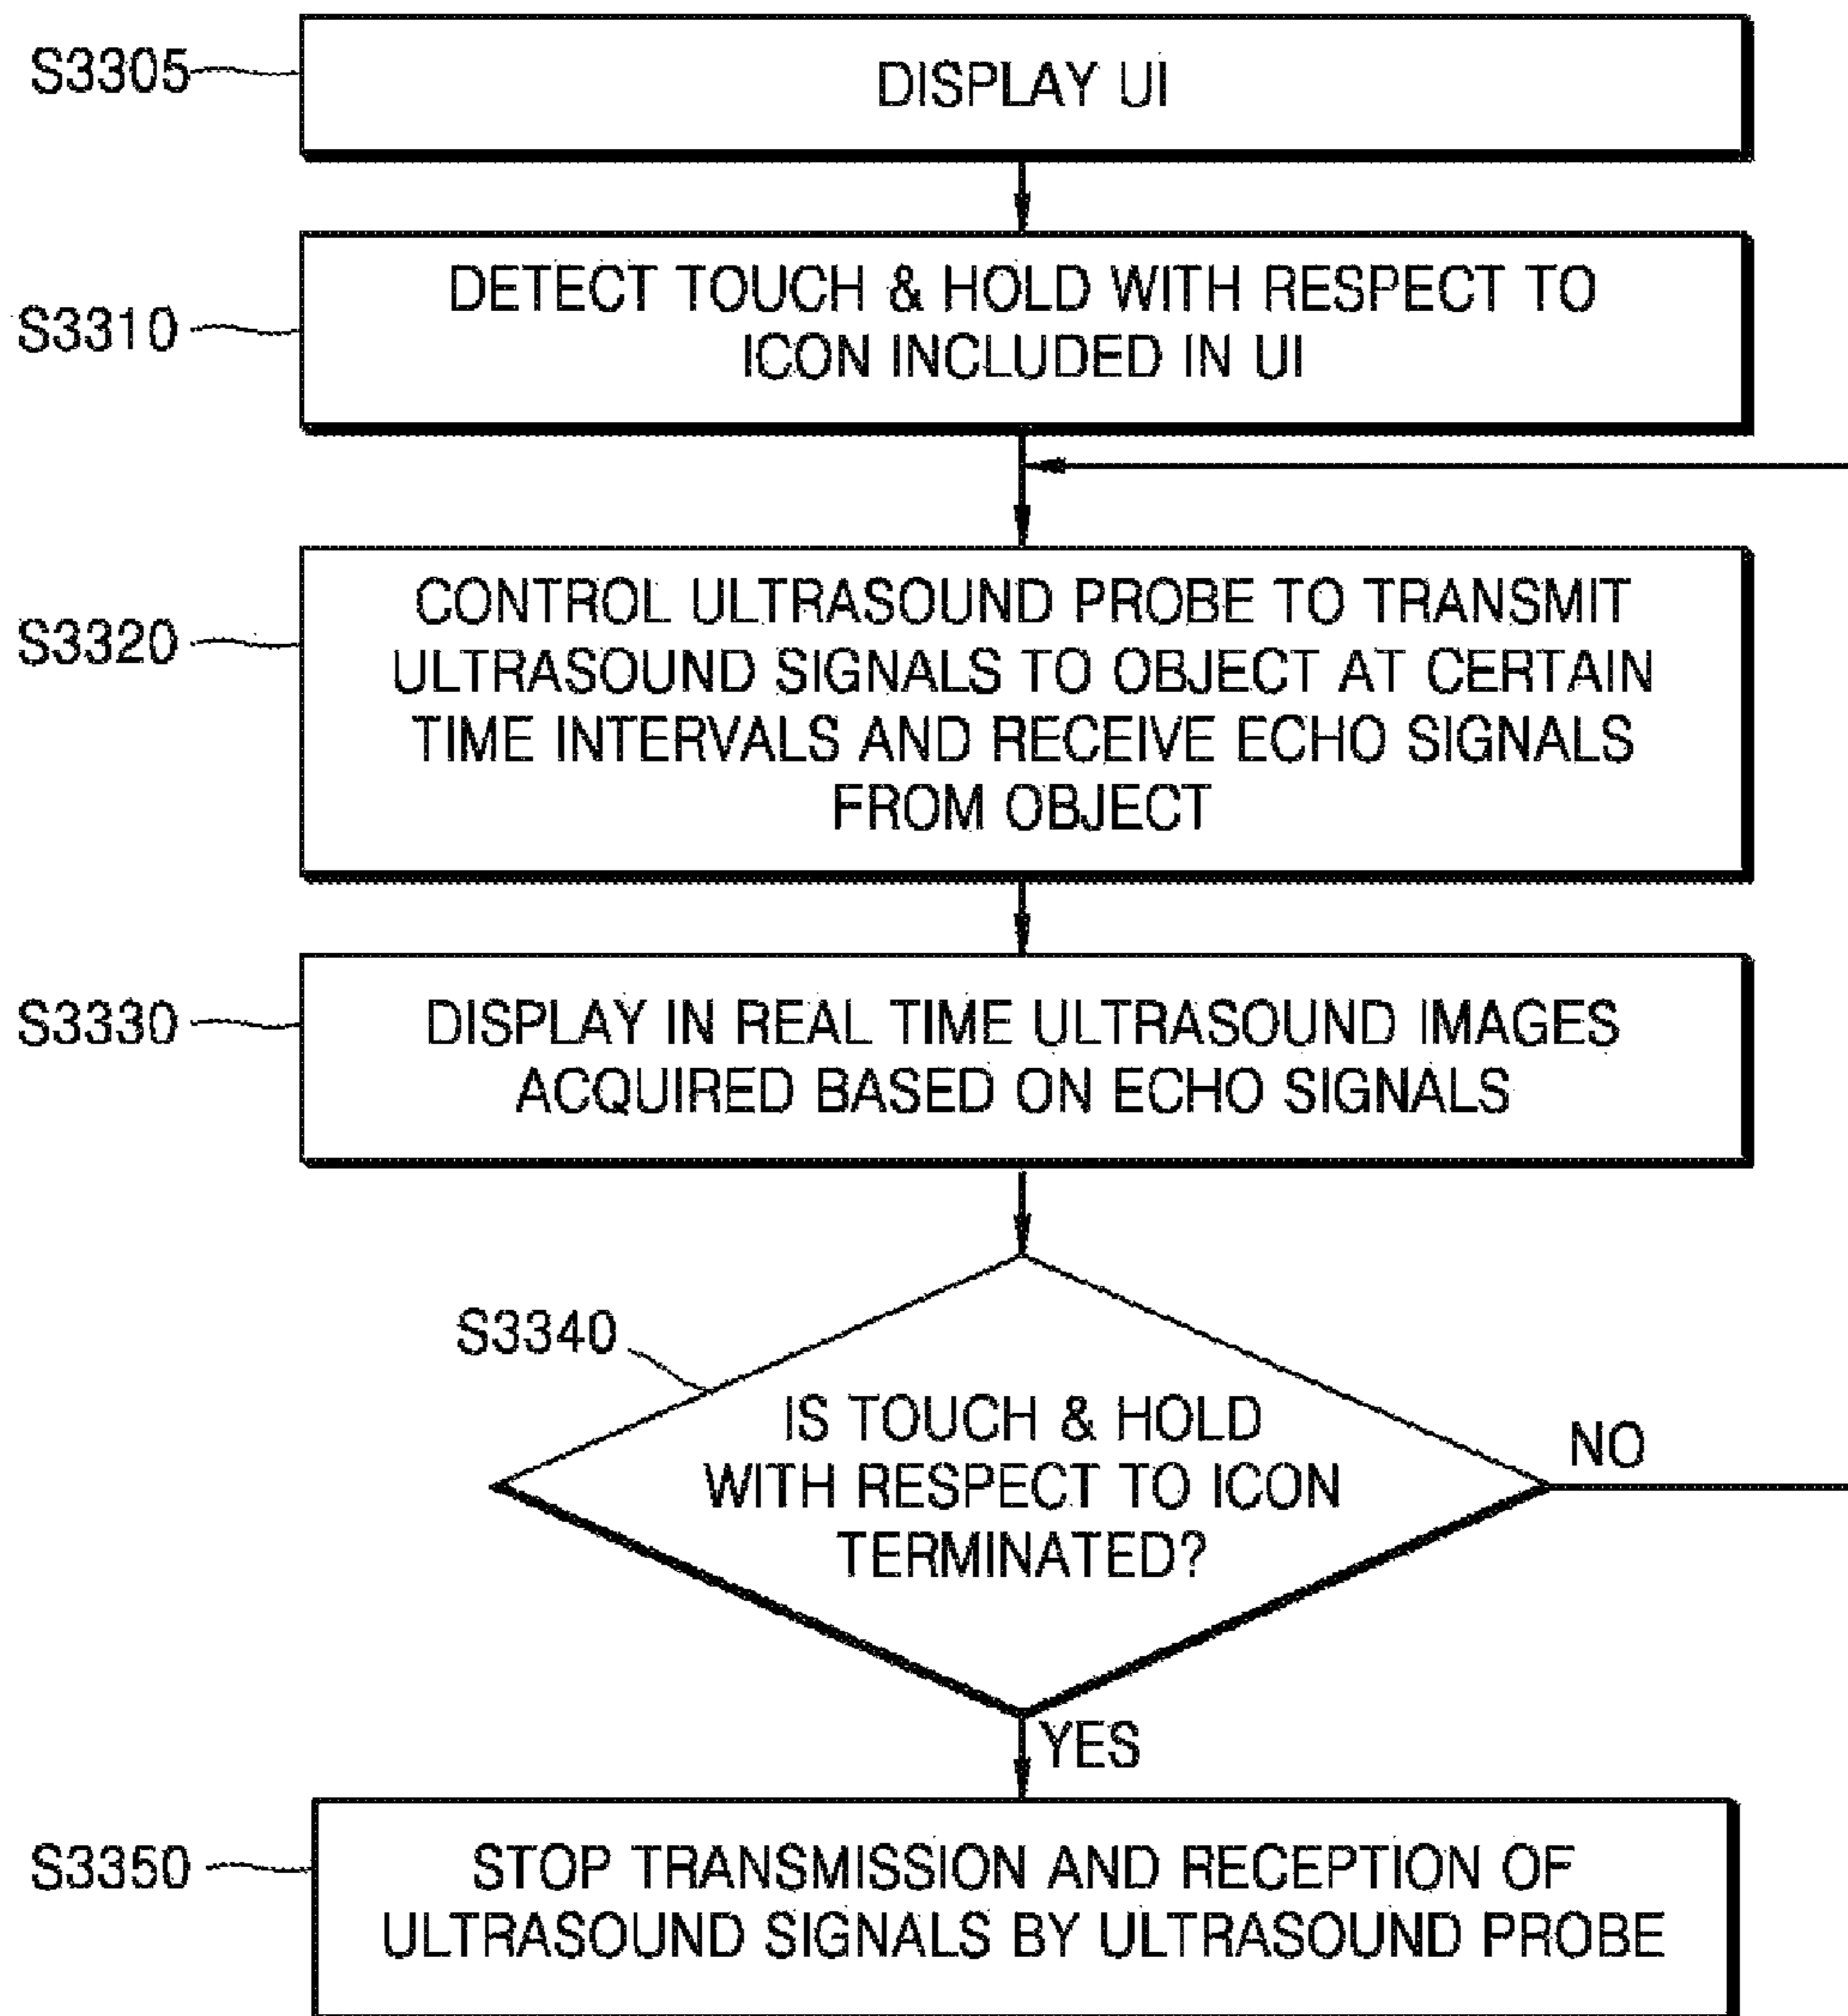 S3305
DISPLAY UI
S3310
DETECT TOUCH & HOLD WITH RESPECT TO
ICON INCLUDED IN UI
S3320
CONTROL ULTRASOUND PROBE TO TRANSMIT
ULTRASOUND SIGNALS TO OBJECT AT CERTAIN
TIME INTERVALS AND RECEIVE ECHO SIGNALS
FROM OBJECT
S3330
DISPLAY IN REAL TIME ULTRASOUND IMAGES
ACQUIRED BASED ON ECHO SIGNALS
S3340
IS TOUCH & HOLD
WITH RESPECT TO ICON
TERMINATED?
NO
YES
S3350
STOP TRANSMISSION AND RECEPTION OF
ULTRASOUND SIGNALS BY ULTRASOUND PROBE